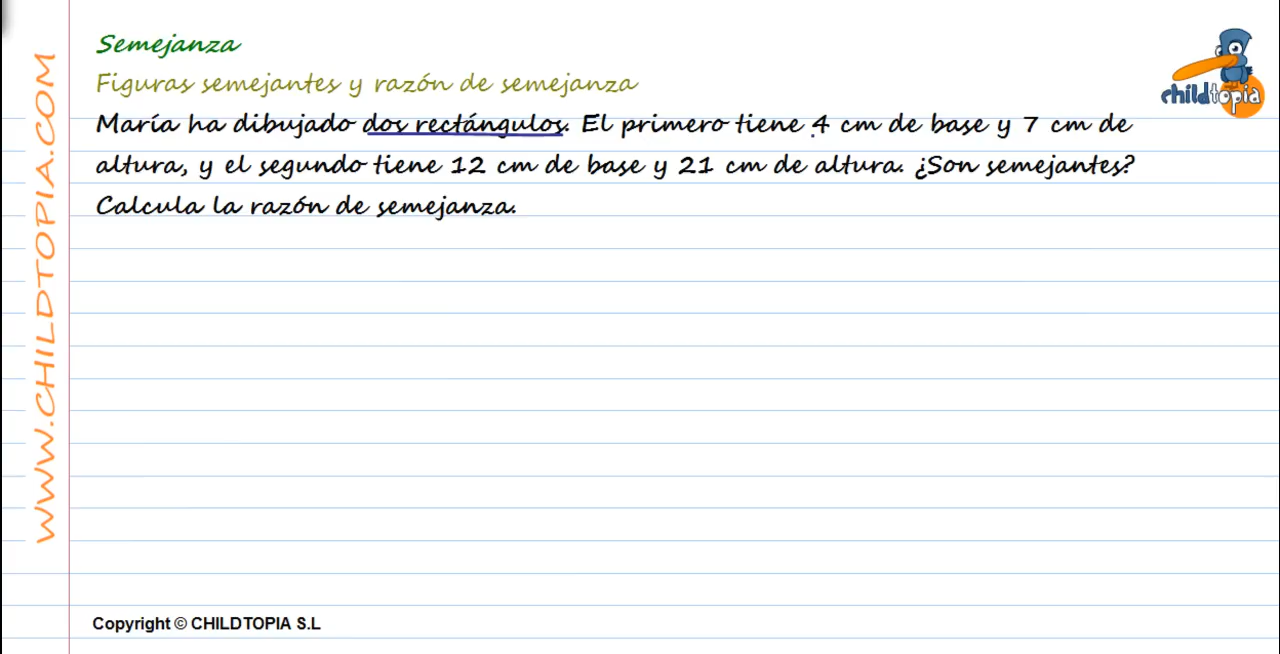 Semejanza
Figuras semejantes y razón de semejanza
María ha dibujado dos rectángulos. El primero tiene 4 cm de base y 7 cm de
altura, y el segundo tiene 12 cm de base y 21 cm de altura. ¿Son semejantes?
Calcula la razón de semejanza.
childtopia
WWW.CHILDTOPIA.COM
Copyright © CHILDTOPIA S.L